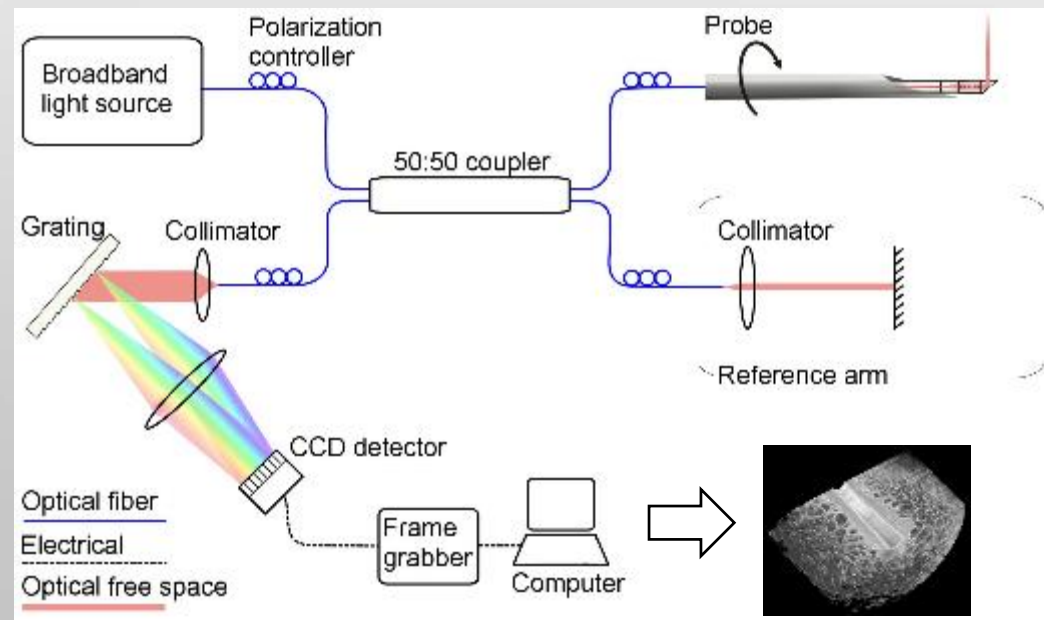 Polarization
controller
Broadband
light source
Probe
50:50 coupler
Grating
Collimator
Collimator
Reference arm
CCD detector
Optical fiber
Electrical
Optical free space
Frame
grabber
Computer